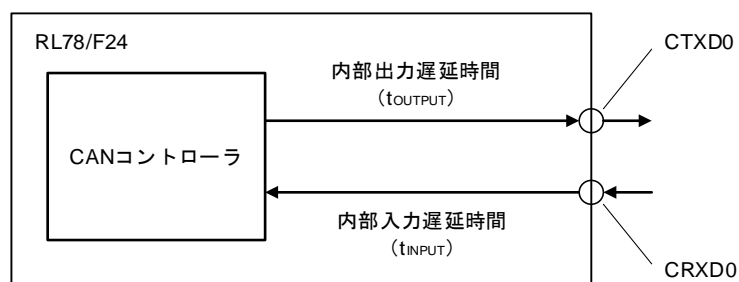 RL78/F24
CTXD0
内部出力遅延時間
(tOUTPUT)
CANコントローラ
内部入力遅延時間
(tINPUT)
CRXD0